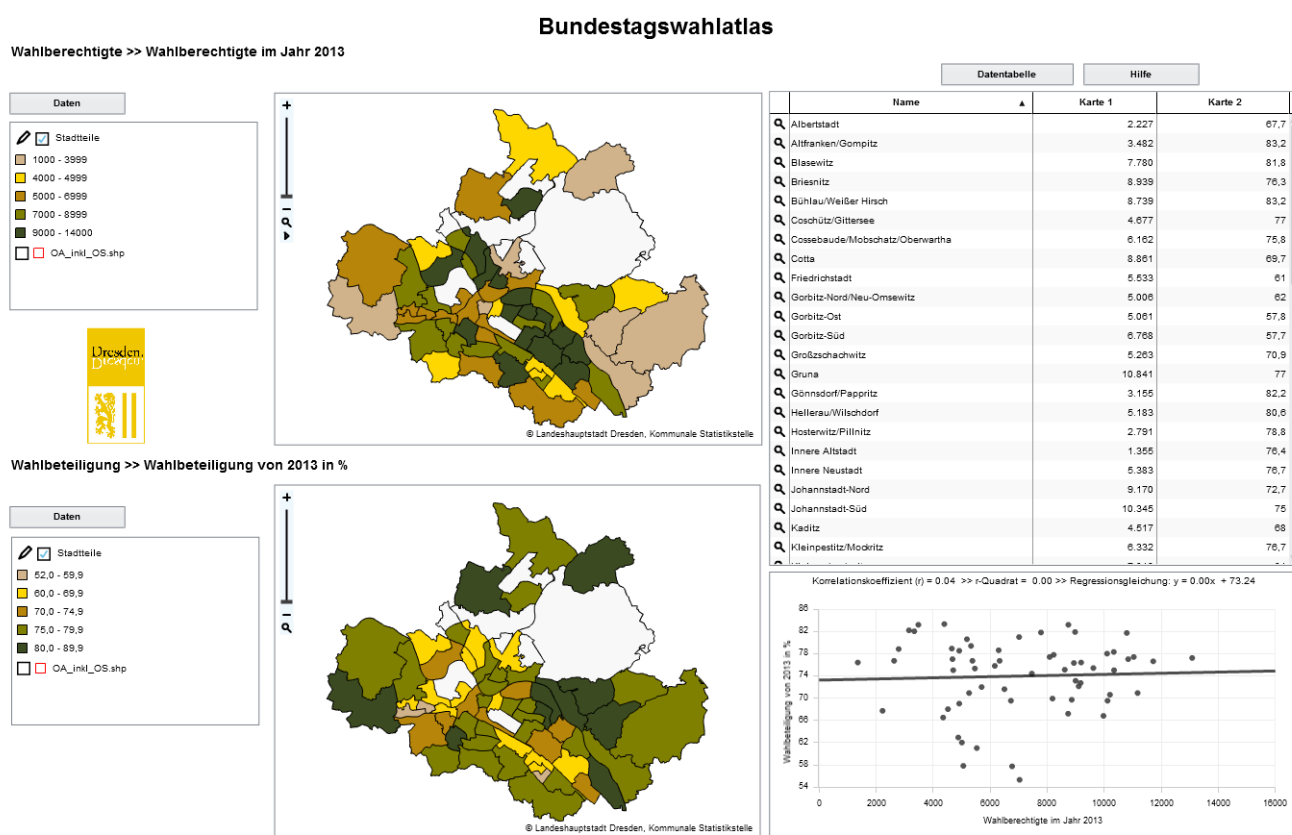 Bundestagswahlatlas
Wahlberechtigte >> Wahlberechtigte im Jahr 2013
Daten
Stadtteile
1000 - 3999
4000 - 4999
5000 - 6999
7000 - 8999
9000 - 14000
OA_inkl_OS.shp
Dresden.
© Landeshauptstadt Dresden, Kommunale Statistikstelle
Wahlbeteiligung >> Wahlbeteiligung von 2013 in %
Daten
Stadtteile
52,0 - 59,9
60,0 - 69,9
70,0 - 74,9
75,0 - 79,9
80,0 - 89,9
OA_inkl_OS.shp
© Landeshauptstadt Dresden, Kommunale Statistikstelle
Datentabelle Hilfe
Name Karte 1 Karte 2
Albertstadt 2.227 67,7
Altfranken/Gompitz 3.482 83,2
Blasewitz 7.780 81,8
Briesnitz 8.939 76,3
Bühlau/Weißer Hirsch 8.739 83,2
Coschütz/Gittersee 4.677 77
Cossebaude/Mobschatz/Oberwartha 6.162 75,8
Cotta 8.861 69,7
Friedrichstadt 5.533 61
Gorbitz-Nord/Neu-Omsewitz 5.006 62
Gorbitz-Ost 5.061 57,8
Gorbitz-Süd 6.768 57,7
Großzschachwitz 5.263 70,9
Gruna 10.841 77
Gönnsdorf/Pappritz 3.155 82,2
Hellerau/Wilschdorf 5.183 80,6
Hosterwitz/Pillnitz 2.791 78,8
Innere Altstadt 1.355 76,4
Innere Neustadt 5.383 76,7
Johannstadt-Nord 9.170 72,7
Johannstadt-Süd 10.345 75
Kaditz 4.517 68
Kleinpestitz/Mockritz 6.332 76,7
Korrelationskoeffizient (r) = 0.04 >> r-Quadrat = 0.00 >> Regressionsgleichung: y = 0.00x + 73.24
Wahlbeteiligung von 2013 in %
86
82
78
74
70
66
62
58
54
0 2000 4000 6000 8000 10000 12000 14000 16000
Wahlberechtigte im Jahr 2013